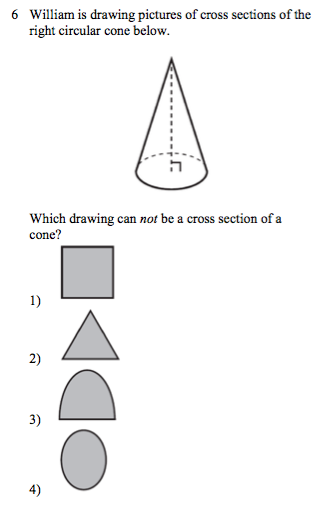 6 William is drawing pictures of cross sections of the
right circular cone below.
Which drawing can not be a cross section of a
cone?
1)
2)
3)
4)